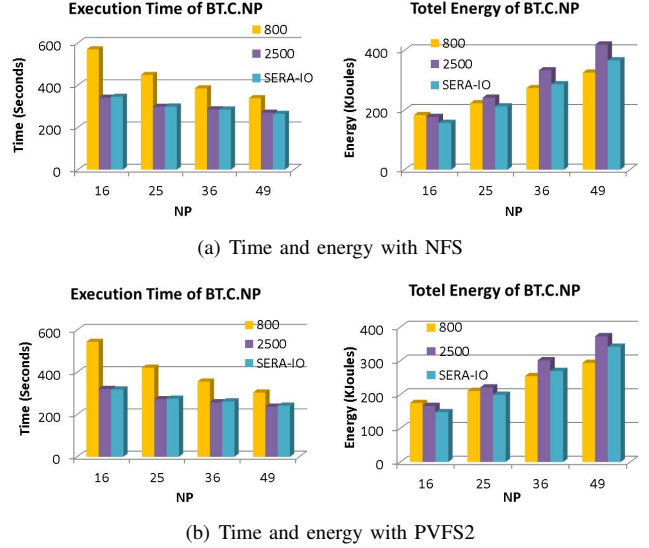 Execution Time of BT.C.NP
Time (Seconds)
600
400
200
0
800
2500
SERA-IO
16 25 36 49
NP
Totel Energy of BT.C.NP
Energy (KJoules)
400
200
0
800
2500
SERA-IO
16 25 36 49
NP
(a) Time and energy with NFS
Execution Time of BT.C.NP
Time (Seconds)
600
400
200
0
800
2500
SERA-IO
16 25 36 49
NP
Totel Energy of BT.C.NP
Energy (KJoules)
400
300
200
100
0
800
2500
SERA-IO
16 25 36 49
NP
(b) Time and energy with PVFS2